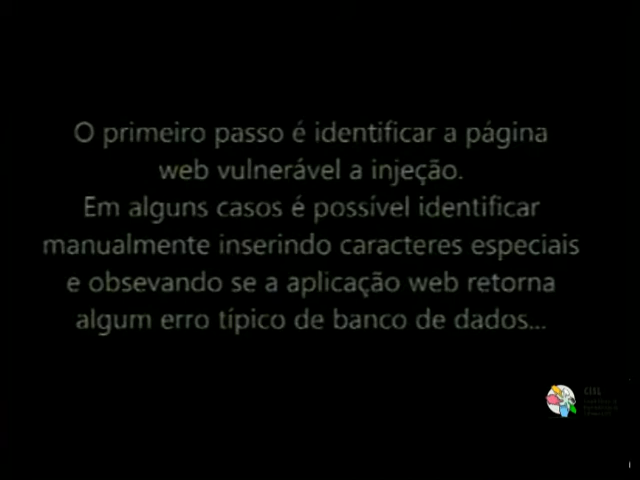 O primeiro passo é identificar a página
web vulnerável a injeção.
Em alguns casos é possível identificar
manualmente inserindo caracteres especiais
e obsevando se a aplicação web retorna
algum erro típico de banco de dados...